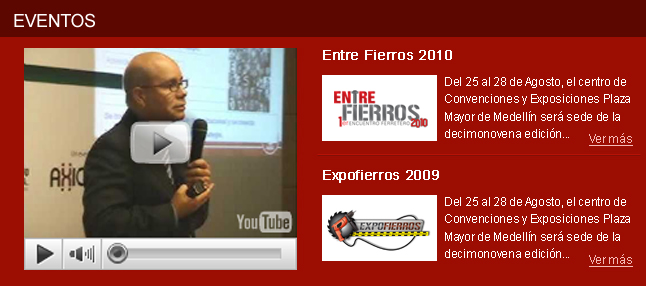 EVENTOS
AXIO
YouTube
Entre Fierros 2010
ENTRE
FIERROS
ENCUENTRO FERRETERO 2010
Del 25 al 28 de Agosto, el centro de
Convenciones y Exposiciones Plaza
Mayor de Medellín será sede de la
decimonovena edición...
Ver más
Expofierros 2009
EXPOFIERROS
Del 25 al 28 de Agosto, el centro de
Convenciones y Exposiciones Plaza
Mayor de Medellín será sede de la
decimonovena edición...
Ver más